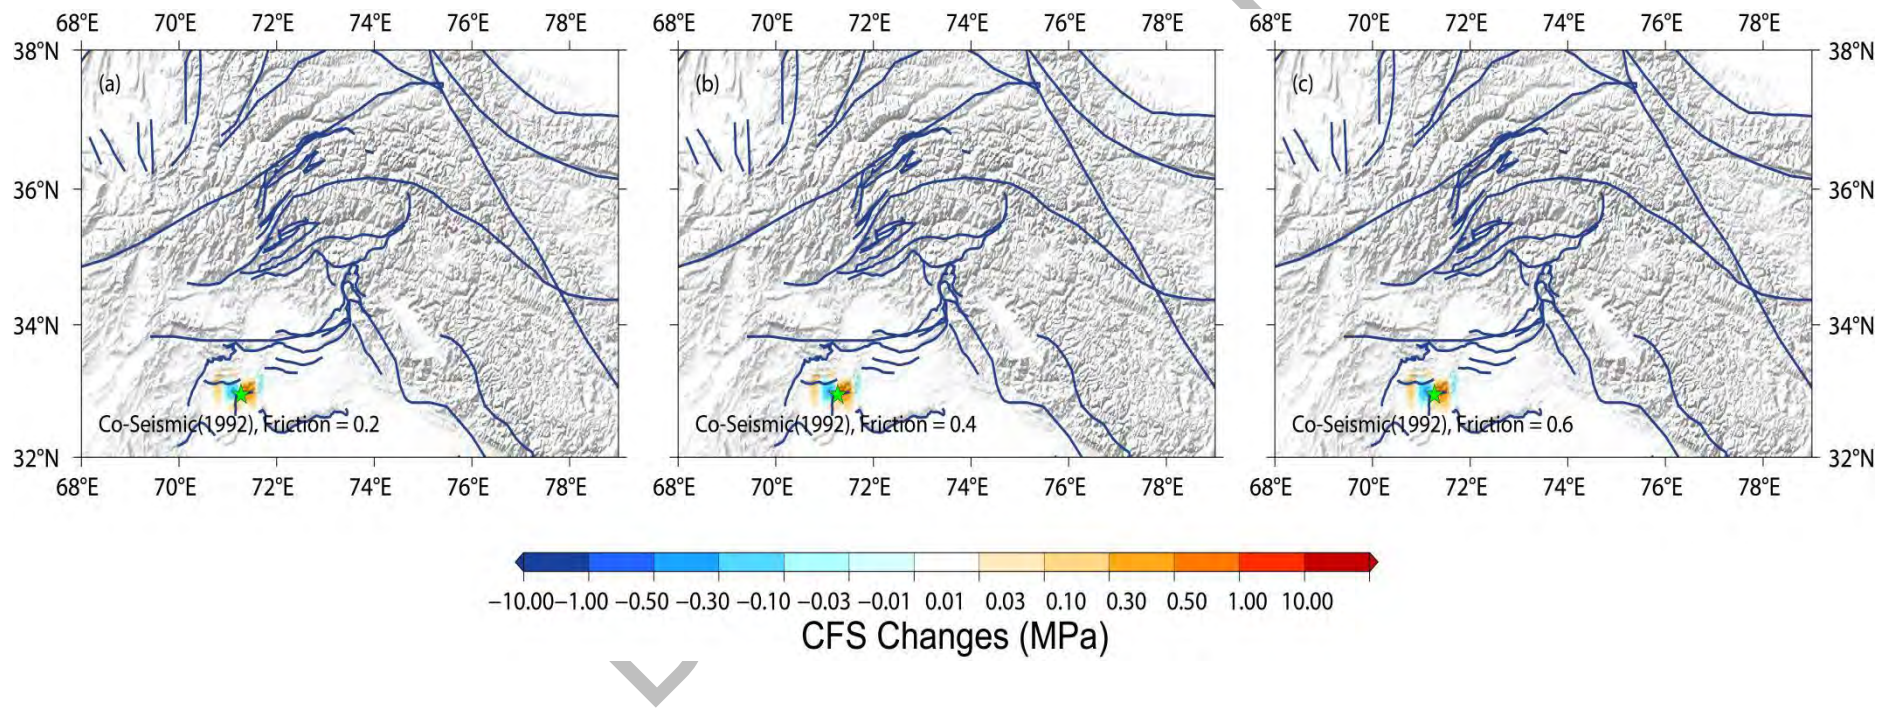 68°E 70°E 72°E 74°E 76°E 78°E 68°E 70°E 72°E 74°E 76°E 78°E 68°E 70°E 72°E 74°E 76°E 78°E
38°N 38°N
(a) (b) (c)
36°N 36°N
34°N 34°N
Co-Seismic(1992), Friction = 0.2 Co-Seismic(1992), Friction = 0.4 Co-Seismic(1992), Friction = 0.6
32°N 32°N
68°E 70°E 72°E 74°E 76°E 78°E 68°E 70°E 72°E 74°E 76°E 78°E 68°E 70°E 72°E 74°E 76°E 78°E
−10.00 −1.00 −0.50 −0.30 −0.10 −0.03 −0.01 0.01 0.03 0.10 0.30 0.50 1.00 10.00
CFS Changes (MPa)